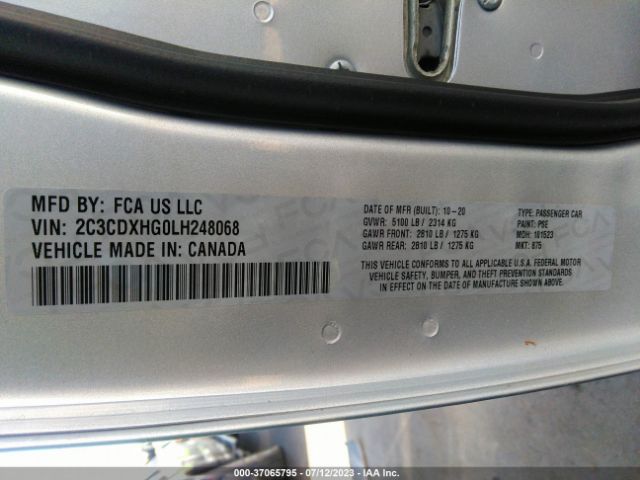 MFD BY: FCA US LLC
VIN: 2C3CDXHG0LH248068
VEHICLE MADE IN: CANADA
DATE OF MFR (BUILT): 10-20
GVWR: 5100 LB / 2314 KG
GAWR FRONT: 2810 LB / 1275 KG
GAWR REAR: 2810 LB / 1275 KG
TYPE: PASSENGER CAR
PAINT: PSE
MDH: 101523
MKT: 875
THIS VEHICLE CONFORMS TO ALL APPLICABLE U.S.A. FEDERAL MOTOR
VEHICLE SAFETY, BUMPER, AND THEFT PREVENTION STANDARDS
IN EFFECT ON THE DATE OF MANUFACTURE SHOWN ABOVE.
000-37065795 - 07/12/2023 - IAA Inc.